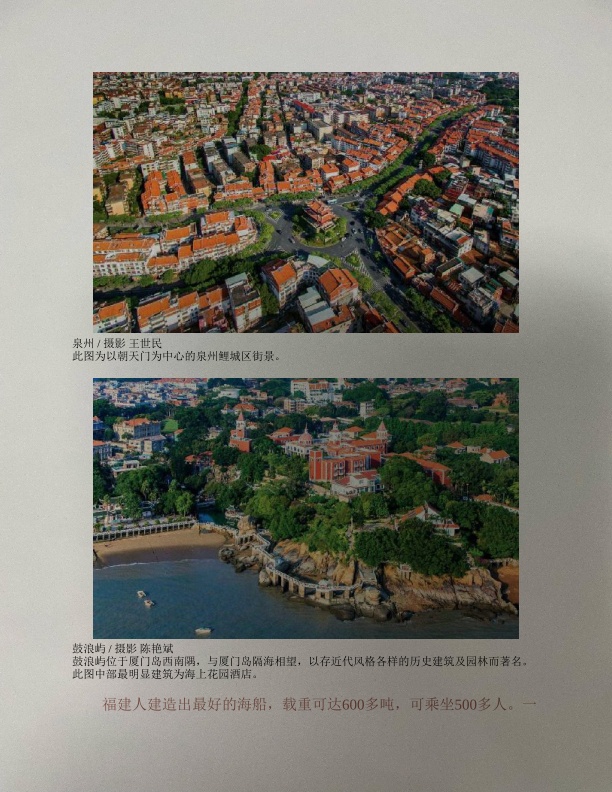 泉州 / 摄影 王世民
此图为以朝天门为中心的泉州鲤城区街景。
鼓浪屿 / 摄影 陈艳斌
鼓浪屿位于厦门岛西南隅，与厦门岛隔海相望，以存近代风格各样的历史建筑及园林而著名。
此图中部最明显建筑为海上花园酒店。
福建人建造出最好的海船，载重可达600多吨，可乘坐500多人。一